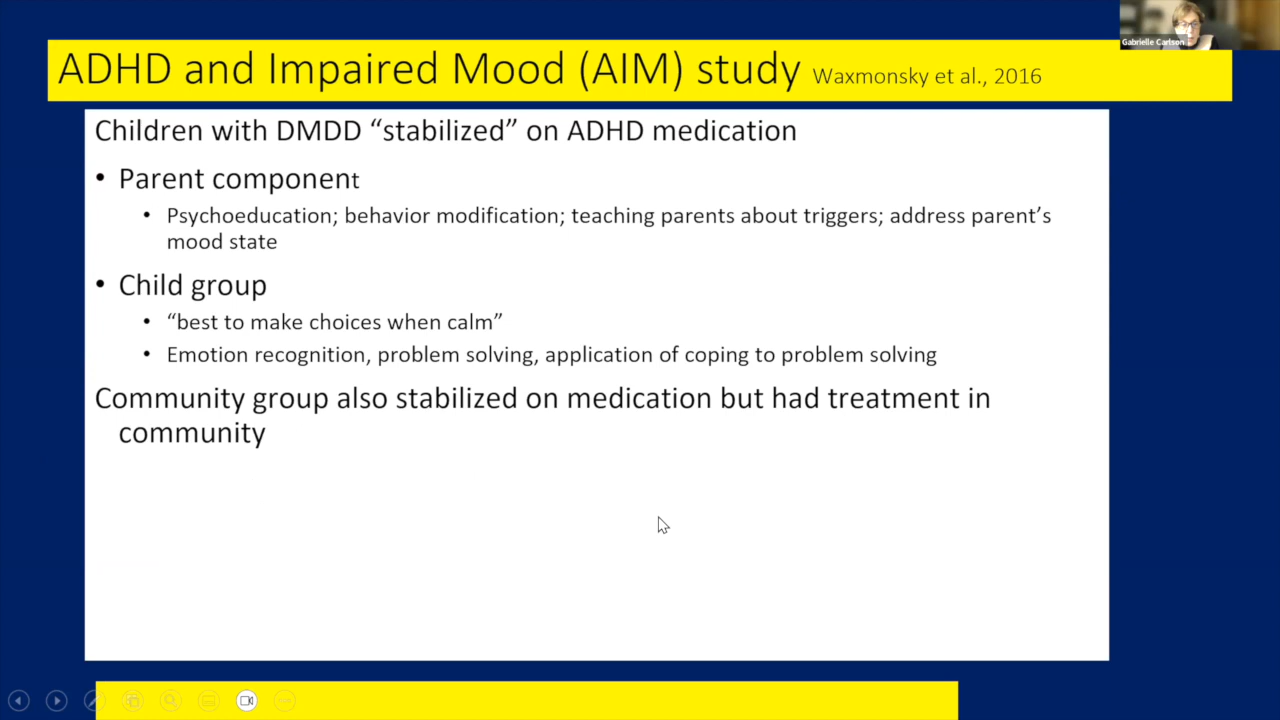 Gabrielle Carlson
ADHD and Impaired Mood (AIM) study Waxmonsky et al., 2016
Children with DMDD “stabilized” on ADHD medication
• Parent component
• Psychoeducation; behavior modification; teaching parents about triggers; address parent’s
mood state
• Child group
• “best to make choices when calm”
• Emotion recognition, problem solving, application of coping to problem solving
Community group also stabilized on medication but had treatment in
community